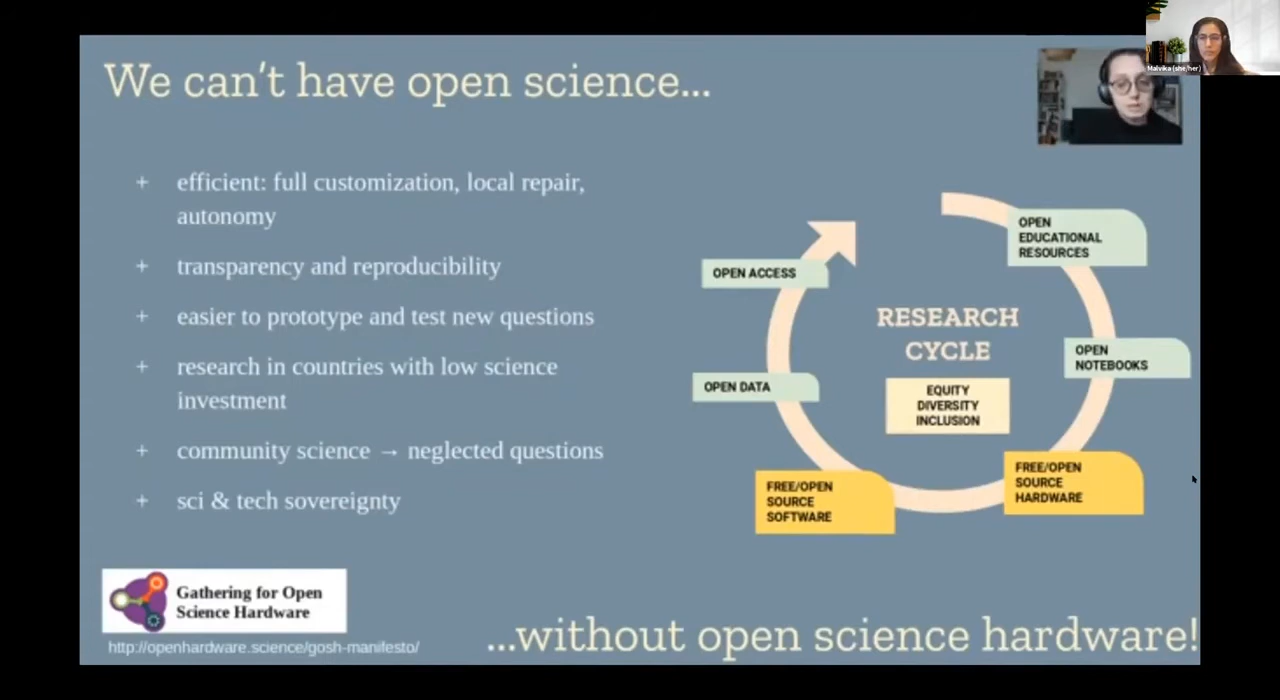 We can't have open science...
+ efficient: full customization, local repair,
autonomy
+ transparency and reproducibility
+ easier to prototype and test new questions
+ research in countries with low science
investment
+ community science → neglected questions
+ sci & tech sovereignty
OPEN
EDUCATIONAL
RESOURCES
OPEN ACCESS
RESEARCH
CYCLE
OPEN
NOTEBOOKS
OPEN DATA
EQUITY
DIVERSITY
INCLUSION
FREE/OPEN
SOURCE
HARDWARE
FREE/OPEN
SOURCE
SOFTWARE
Gathering for Open
Science Hardware
http://openhardware.science/gosh-manifesto/
...without open science hardware!
Malvika (she/her)